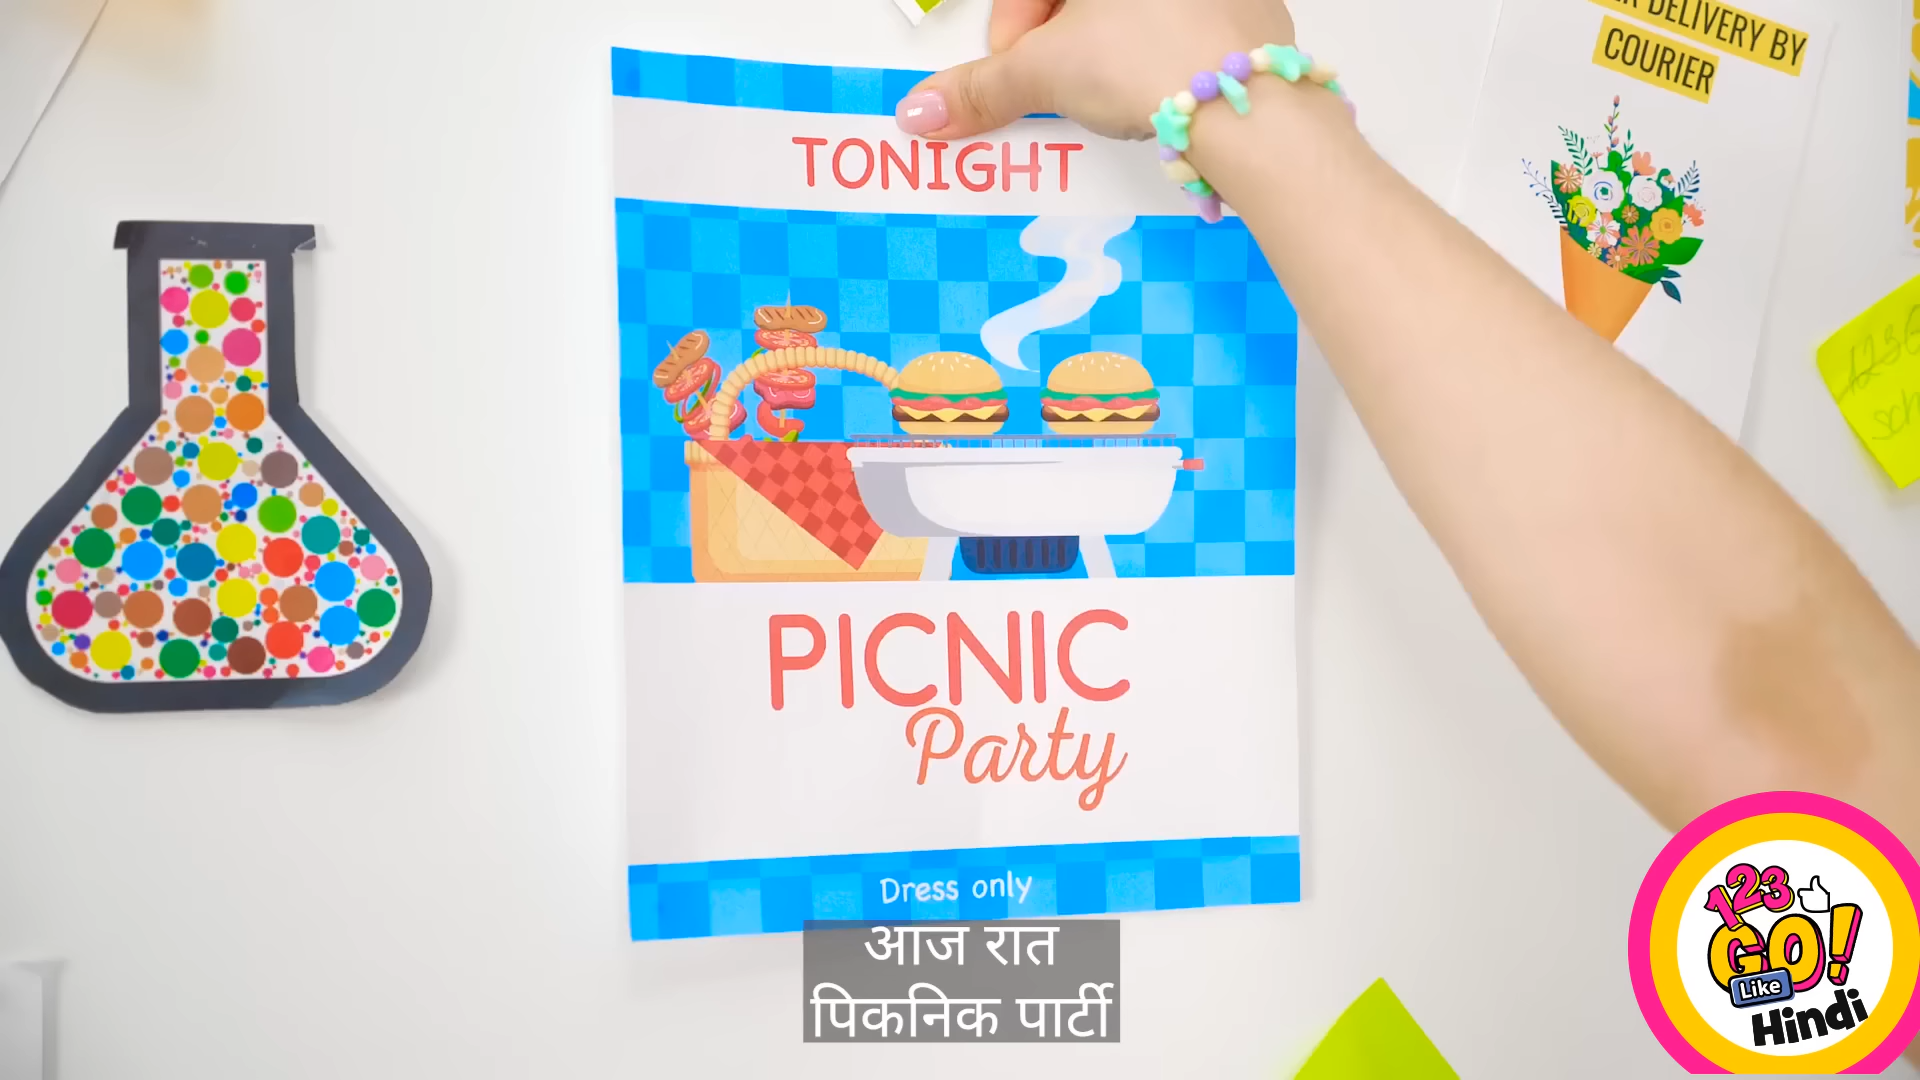 DELIVERY BY
COURIER
TONIGHT
PICNIC
Party
Dress only
आज रात
पिकनिक पार्टी
123
GO!
Like
Hindi